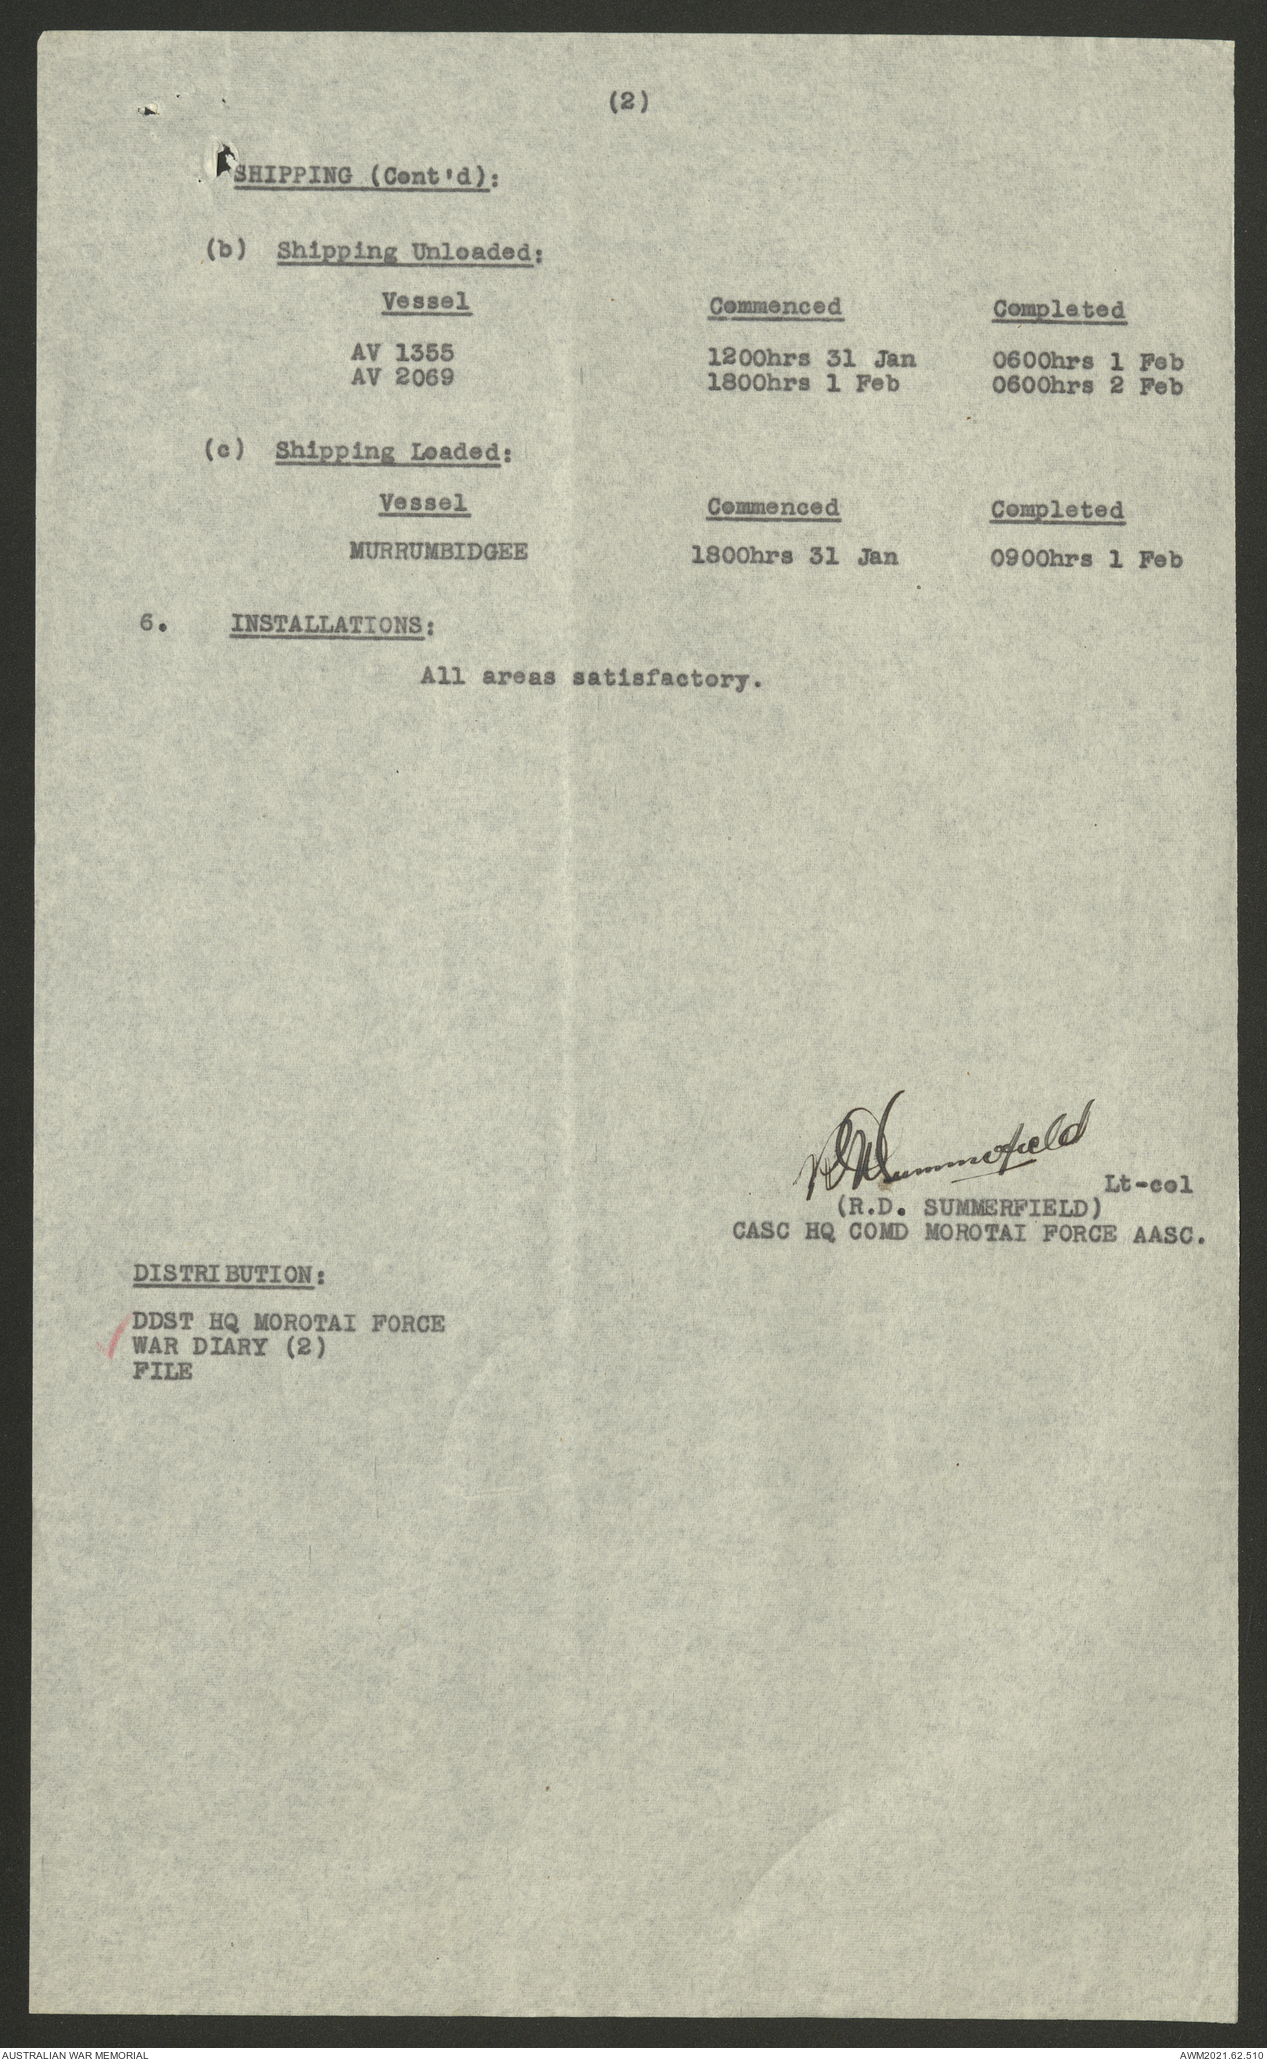 (2)
SHIPPING (Cont'd):
(b) Shipping Unloaded:
Vessel Commenced Completed
AV 1355 1200hrs 31 Jan 0600hrs 1 Feb
AV 2069 1800hrs 1 Feb 0600hrs 2 Feb
(c) Shipping Loaded:
Vessel Commenced Completed
MURRUMBIDGEE 1800hrs 31 Jan 0900hrs 1 Feb
6. INSTALLATIONS:
All areas satisfactory.
RDSummerfield
Lt-col
(R.D. SUMMERFIELD)
CASC HQ COMD MOROTAI FORCE AASC.
DISTRIBUTION:
DDST HQ MOROTAI FORCE
WAR DIARY (2)
FILE
AUSTRALIAN WAR MEMORIAL AWM2021.62.510